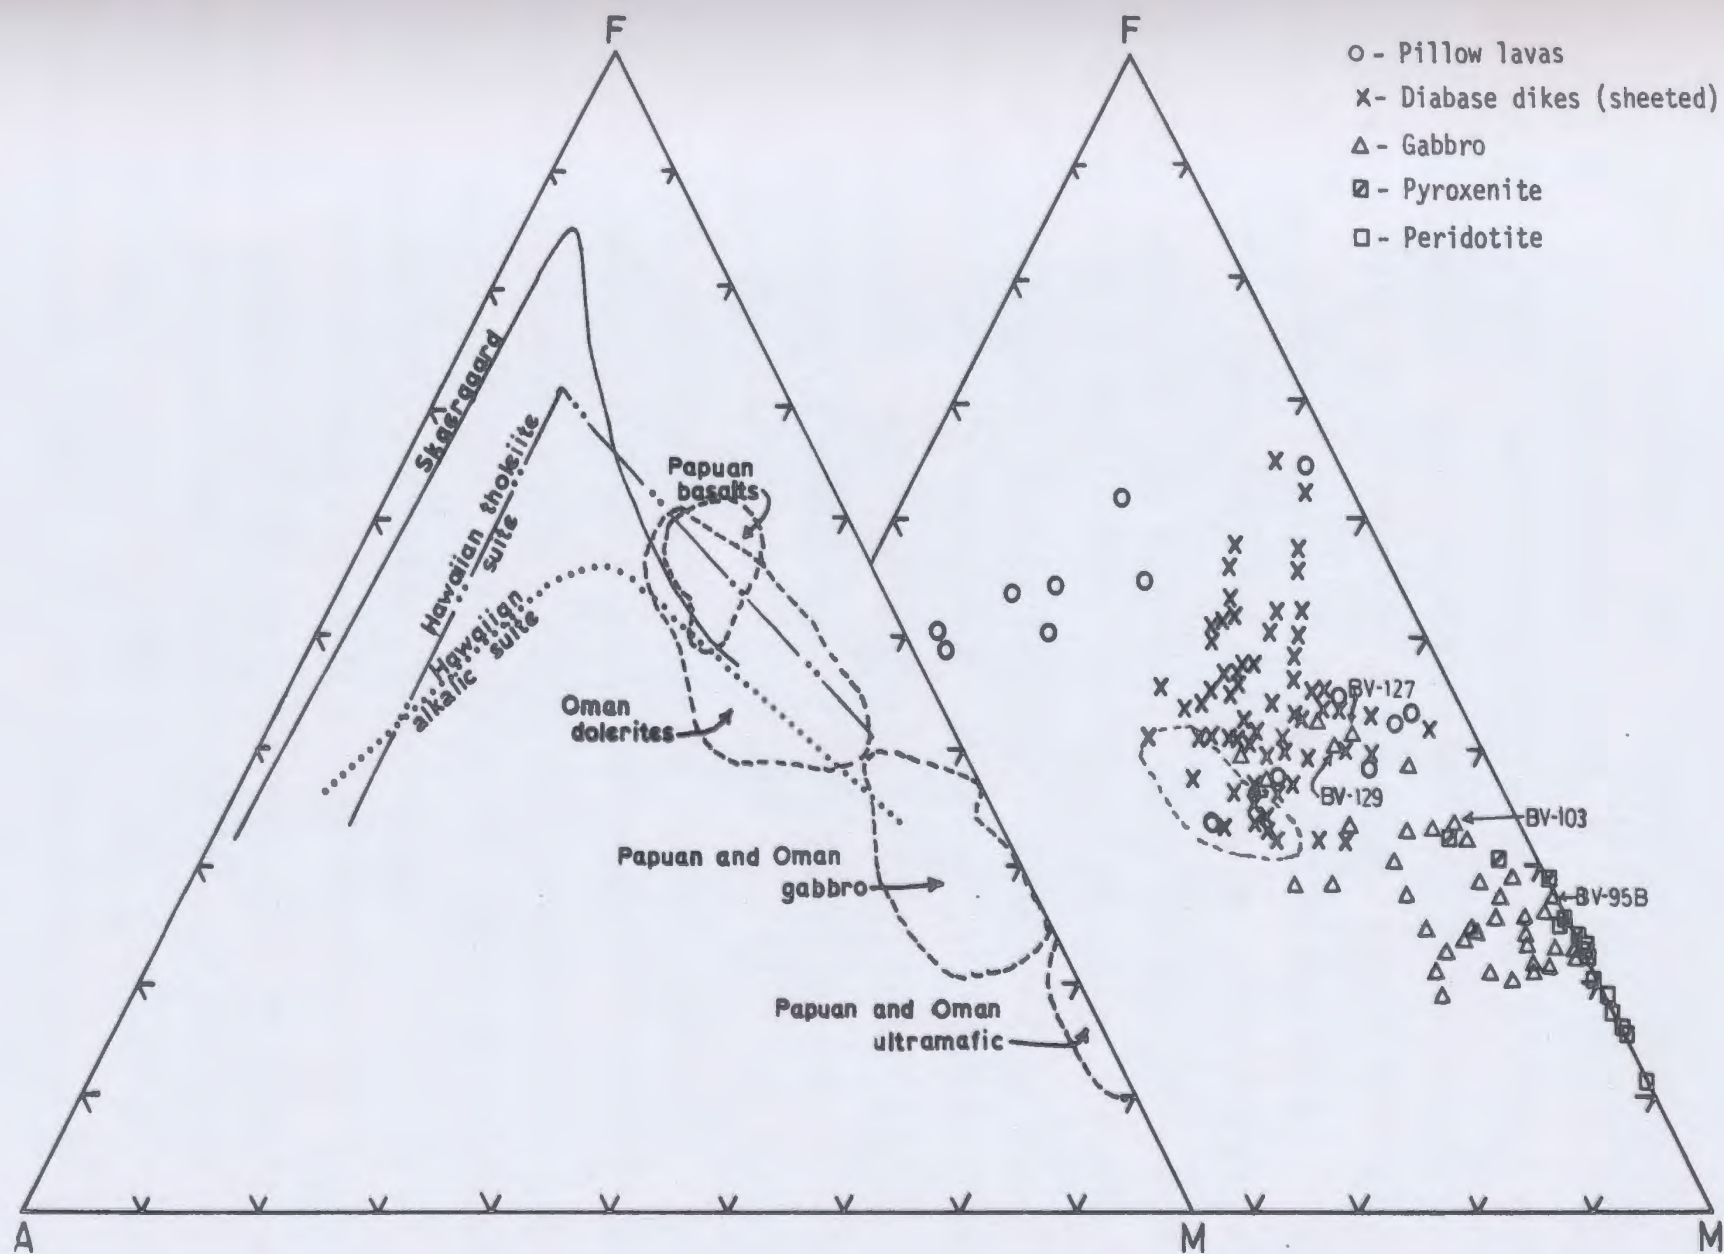 F
F
O - Pillow lavas
X - Diabase dikes (sheeted)
△ - Gabbro
- Pyroxenite
□ - Peridotite
Skaerggard
Hawaiian tholeiite
suite
Hawaiian
alkalic suite
Papuan
basalts
Oman
dolerites
Papuan and Oman
gabbro
Papuan and Oman
ultramafic
BV-127
BV-129
BV-103
BV-95B
A
M
M